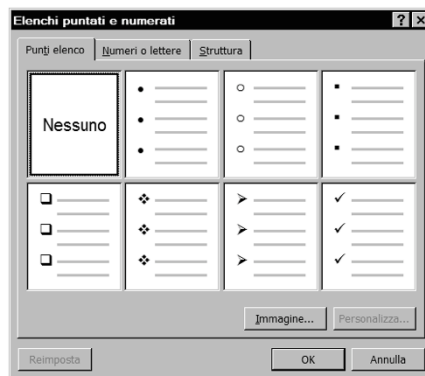 Elenchi puntati e numerati
Punti elenco Numeri o lettere Struttura
Nessuno
Immagine... Personalizza...
Reimposta OK Annulla